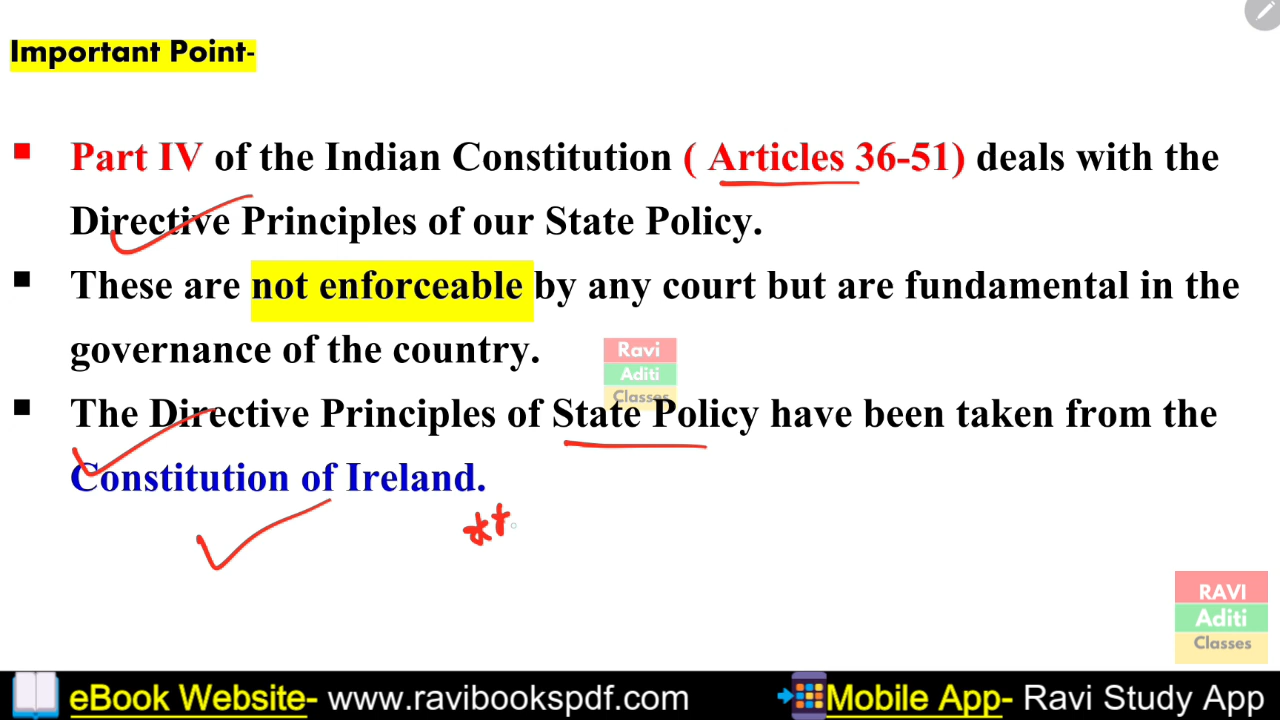 Important Point-
Part IV of the Indian Constitution ( Articles 36-51) deals with the
Directive Principles of our State Policy.
These are not enforceable by any court but are fundamental in the
governance of the country.
Ravi
Aditi
Classes
The Directive Principles of State Policy have been taken from the
Constitution of Ireland.
RAVI
Aditi
Classes
eBook Website- www.ravibookspdf.com
Mobile App- Ravi Study App